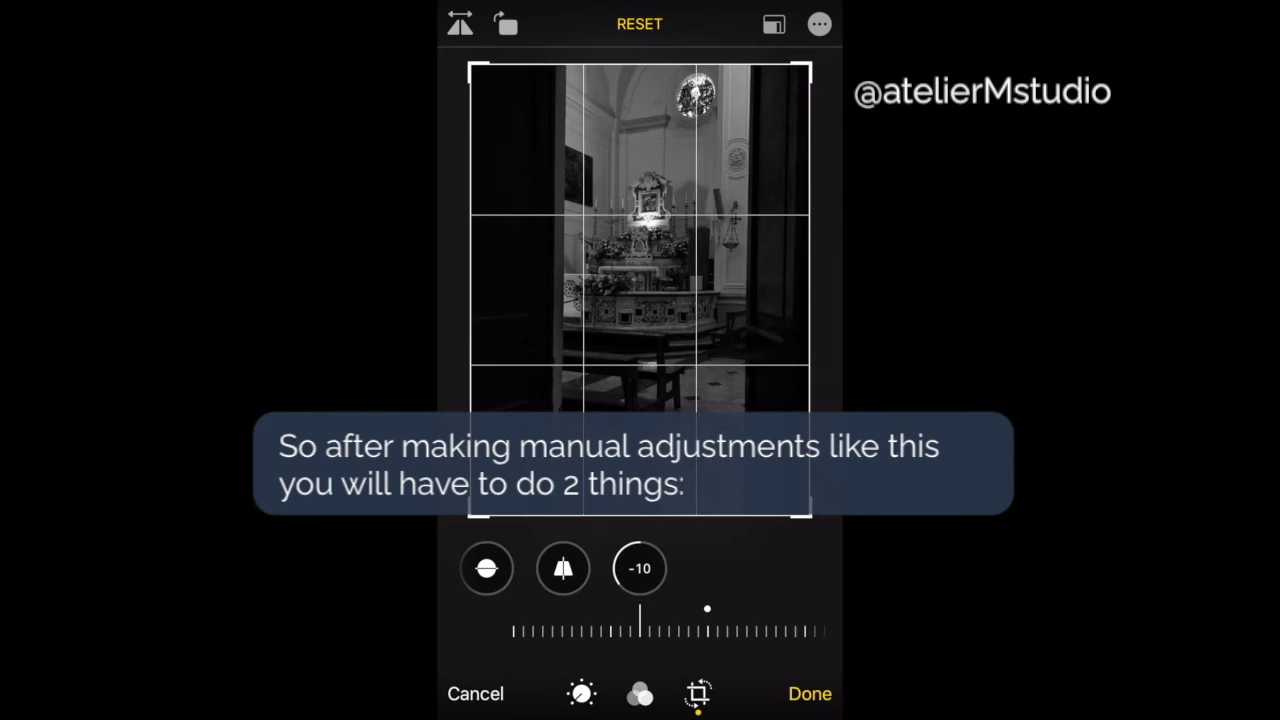 RESET
@atelierMstudio
So after making manual adjustments like this
you will have to do 2 things:
-10
Cancel
Done